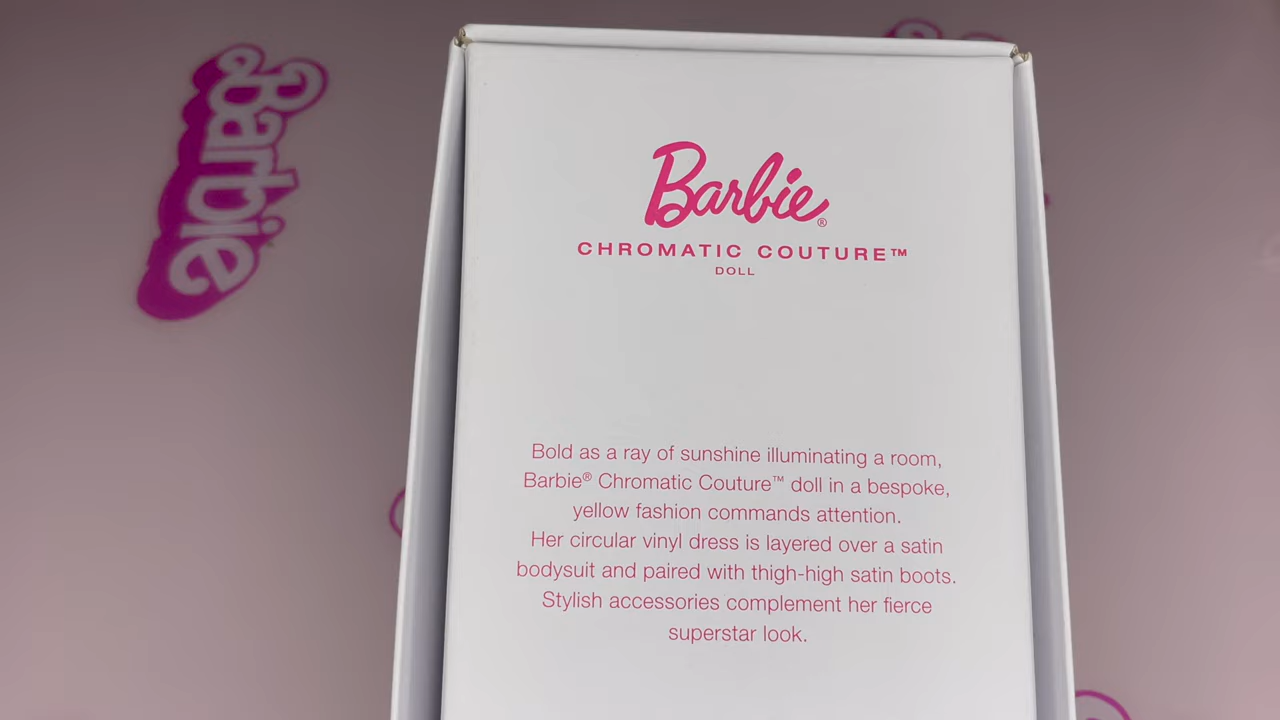 Barbie
Barbie®
CHROMATIC COUTURE™
DOLL
Bold as a ray of sunshine illuminating a room,
Barbie® Chromatic Couture™ doll in a bespoke,
yellow fashion commands attention.
Her circular vinyl dress is layered over a satin
bodysuit and paired with thigh-high satin boots.
Stylish accessories complement her fierce
superstar look.